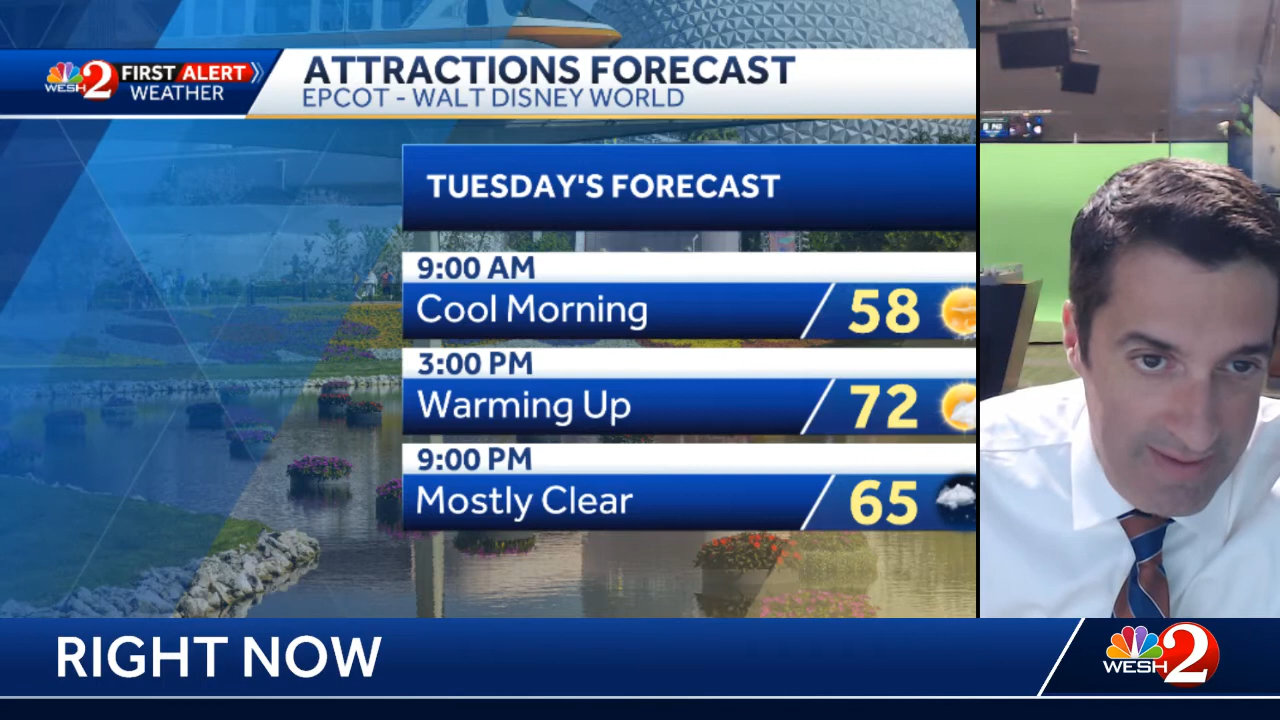 WESH 2 FIRST ALERT
WEATHER
ATTRACTIONS FORECAST
EPCOT - WALT DISNEY WORLD
TUESDAY'S FORECAST
9:00 AM
Cool Morning 58
3:00 PM
Warming Up 72
9:00 PM
Mostly Clear 65
RIGHT NOW
WESH 2